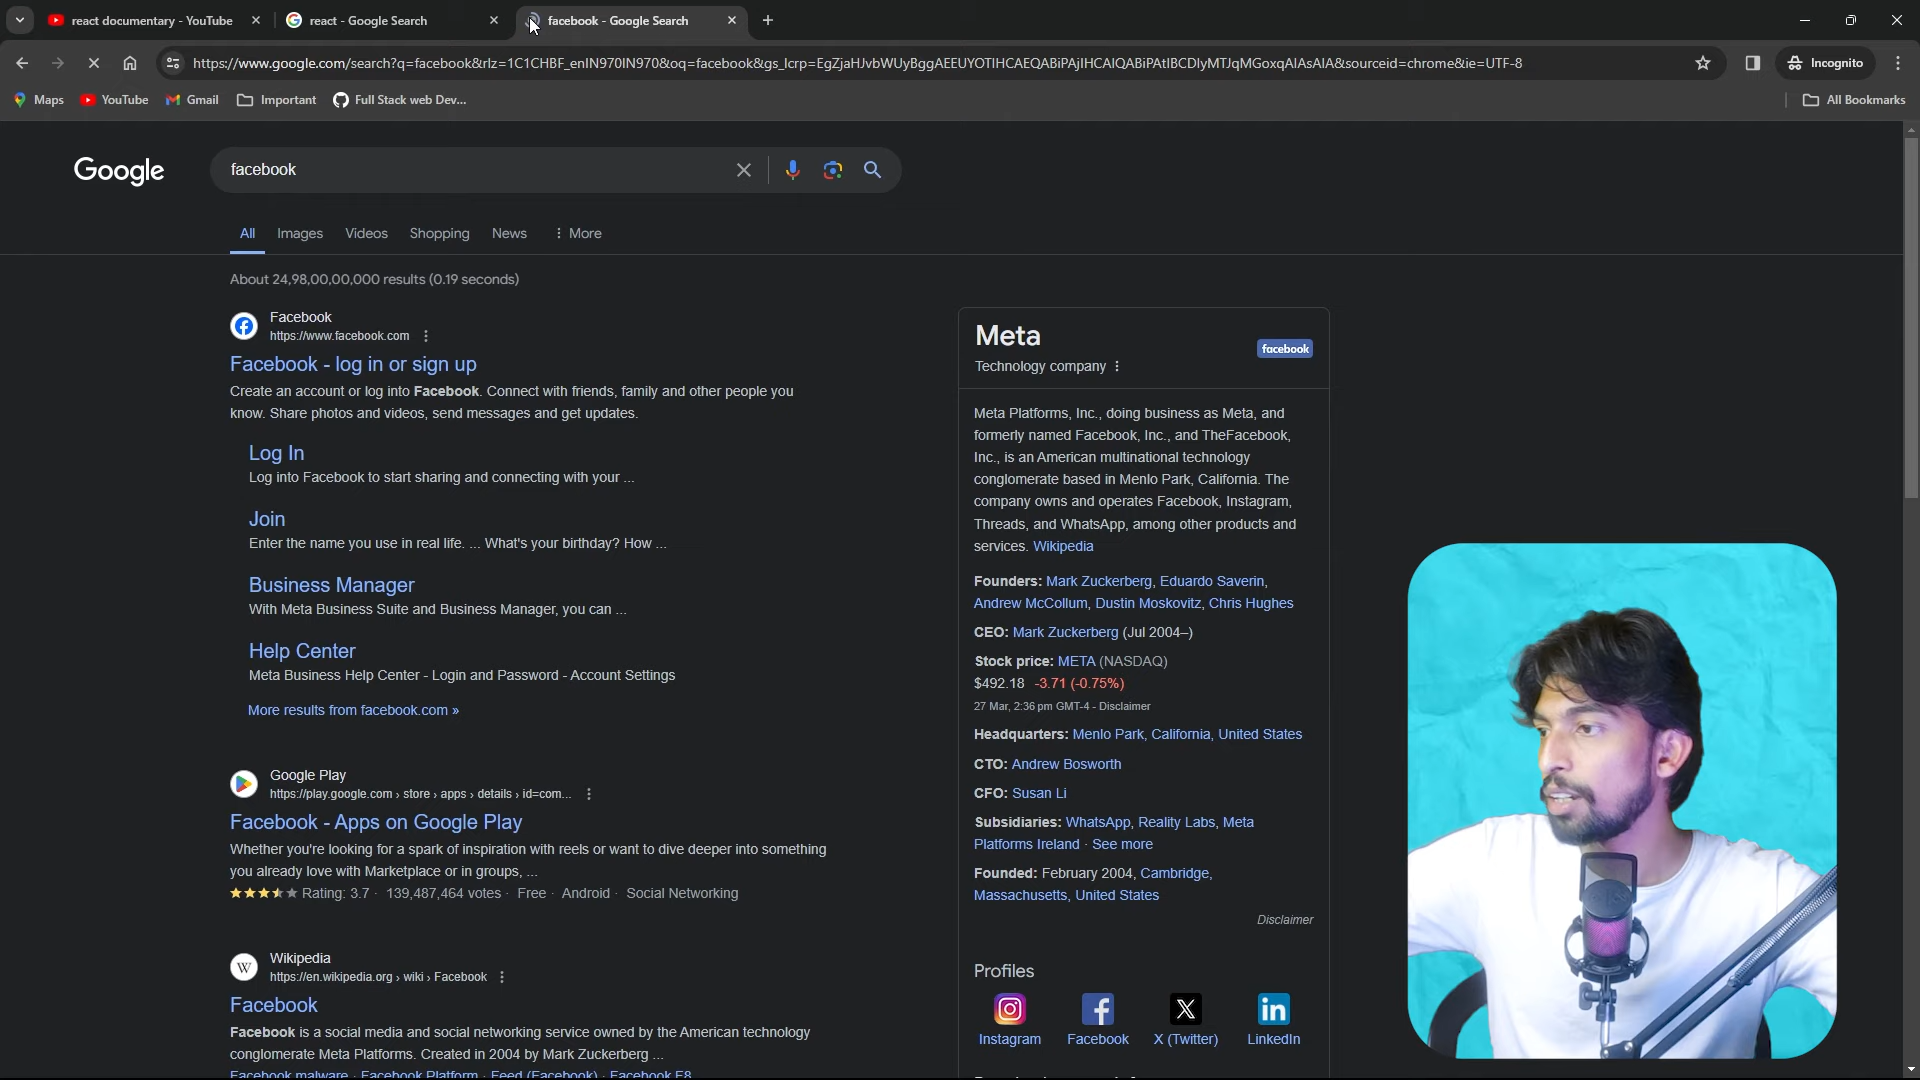 react documentary - YouTube
react - Google Search
facebook - Google Search
https://www.google.com/search?q=facebook&rlz=1C1CHBF_enIN970IN970&oq=facebook&gs_lcrp=EgZjaHJvbWUyBggAEEUYOTIHCAEQABiPAjIHCAIQABiPAtIBCDIyMTJqMGoxqAIAsAIA&sourceid=chrome&ie=UTF-8
Incognito
Maps
YouTube
Gmail
Important
Full Stack web Dev...
All Bookmarks
Google
facebook
All
Images
Videos
Shopping
News
More
About 24,98,00,00,000 results (0.19 seconds)
Facebook
https://www.facebook.com
Facebook - log in or sign up
Create an account or log into Facebook. Connect with friends, family and other people you
know. Share photos and videos, send messages and get updates.
Log In
Log into Facebook to start sharing and connecting with your ...
Join
Enter the name you use in real life. ... What's your birthday? How ...
Business Manager
With Meta Business Suite and Business Manager, you can ...
Help Center
Meta Business Help Center - Login and Password - Account Settings
More results from facebook.com »
Google Play
https://play.google.com › store › apps › details › id=com...
Facebook - Apps on Google Play
Whether you're looking for a spark of inspiration with reels or want to dive deeper into something
you already love with Marketplace or in groups, ...
Rating: 3.7 · 139,487,464 votes · Free · Android · Social Networking
W
Wikipedia
https://en.wikipedia.org › wiki › Facebook
Facebook
Facebook is a social media and social networking service owned by the American technology
conglomerate Meta Platforms. Created in 2004 by Mark Zuckerberg ...
Facebook malware · Facebook Platform · Feed (Facebook) · Facebook F8
Meta
facebook
Technology company
Meta Platforms, Inc., doing business as Meta, and
formerly named Facebook, Inc., and TheFacebook,
Inc., is an American multinational technology
conglomerate based in Menlo Park, California. The
company owns and operates Facebook, Instagram,
Threads, and WhatsApp, among other products and
services. Wikipedia
Founders: Mark Zuckerberg, Eduardo Saverin,
Andrew McCollum, Dustin Moskovitz, Chris Hughes
CEO: Mark Zuckerberg (Jul 2004–)
Stock price: META (NASDAQ)
$492.18 -3.71 (-0.75%)
27 Mar, 2:36 pm GMT-4 - Disclaimer
Headquarters: Menlo Park, California, United States
CTO: Andrew Bosworth
CFO: Susan Li
Subsidiaries: WhatsApp, Reality Labs, Meta
Platforms Ireland · See more
Founded: February 2004, Cambridge,
Massachusetts, United States
Disclaimer
Profiles
Instagram
Facebook
X (Twitter)
LinkedIn